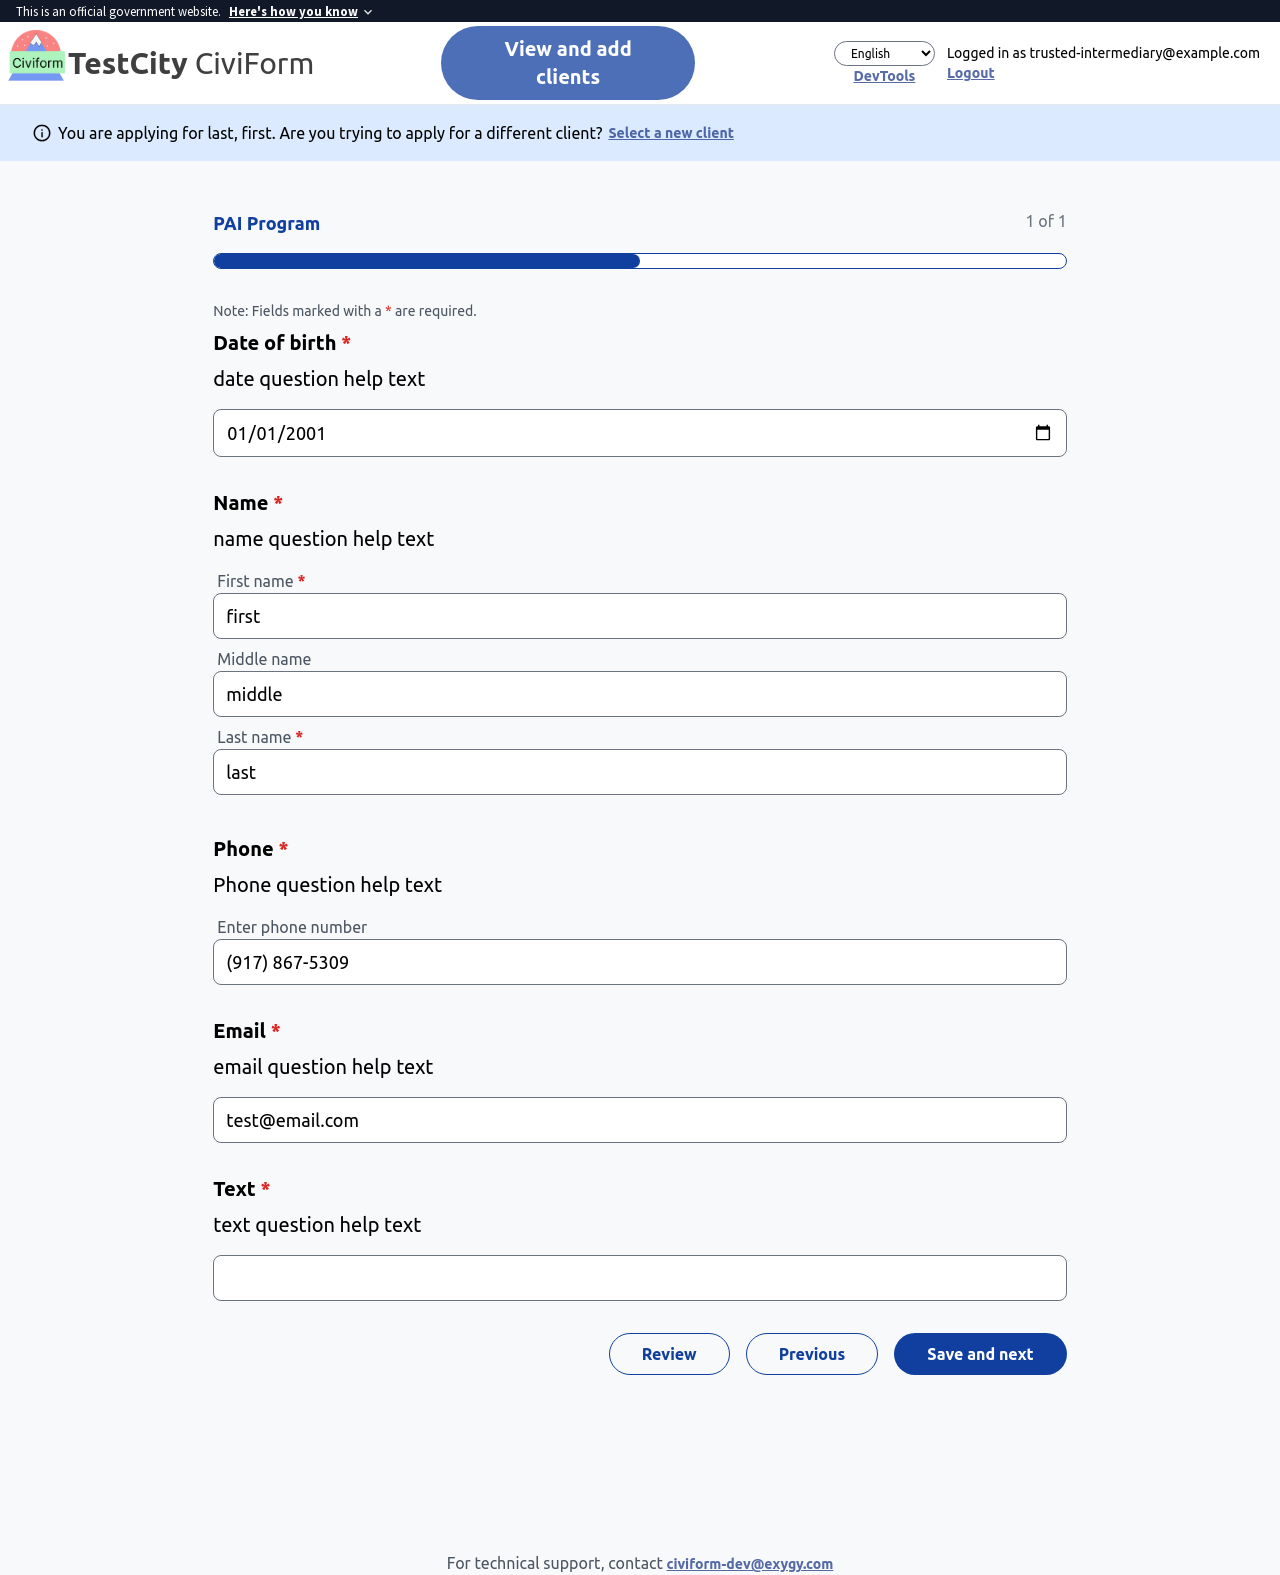 This is an official government website. Here's how you know
Civiform
TestCity CiviForm
View and add
clients
English
DevTools
Logged in as trusted-intermediary@example.com
Logout
You are applying for last, first. Are you trying to apply for a different client? Select a new client
PAI Program
1 of 1
Note: Fields marked with a * are required.
Date of birth *
date question help text
01/01/2001
Name *
name question help text
First name *
first
Middle name
middle
Last name *
last
Phone *
Phone question help text
Enter phone number
(917) 867-5309
Email *
email question help text
test@email.com
Text *
text question help text
Review
Previous
Save and next
For technical support, contact civiform-dev@exygy.com